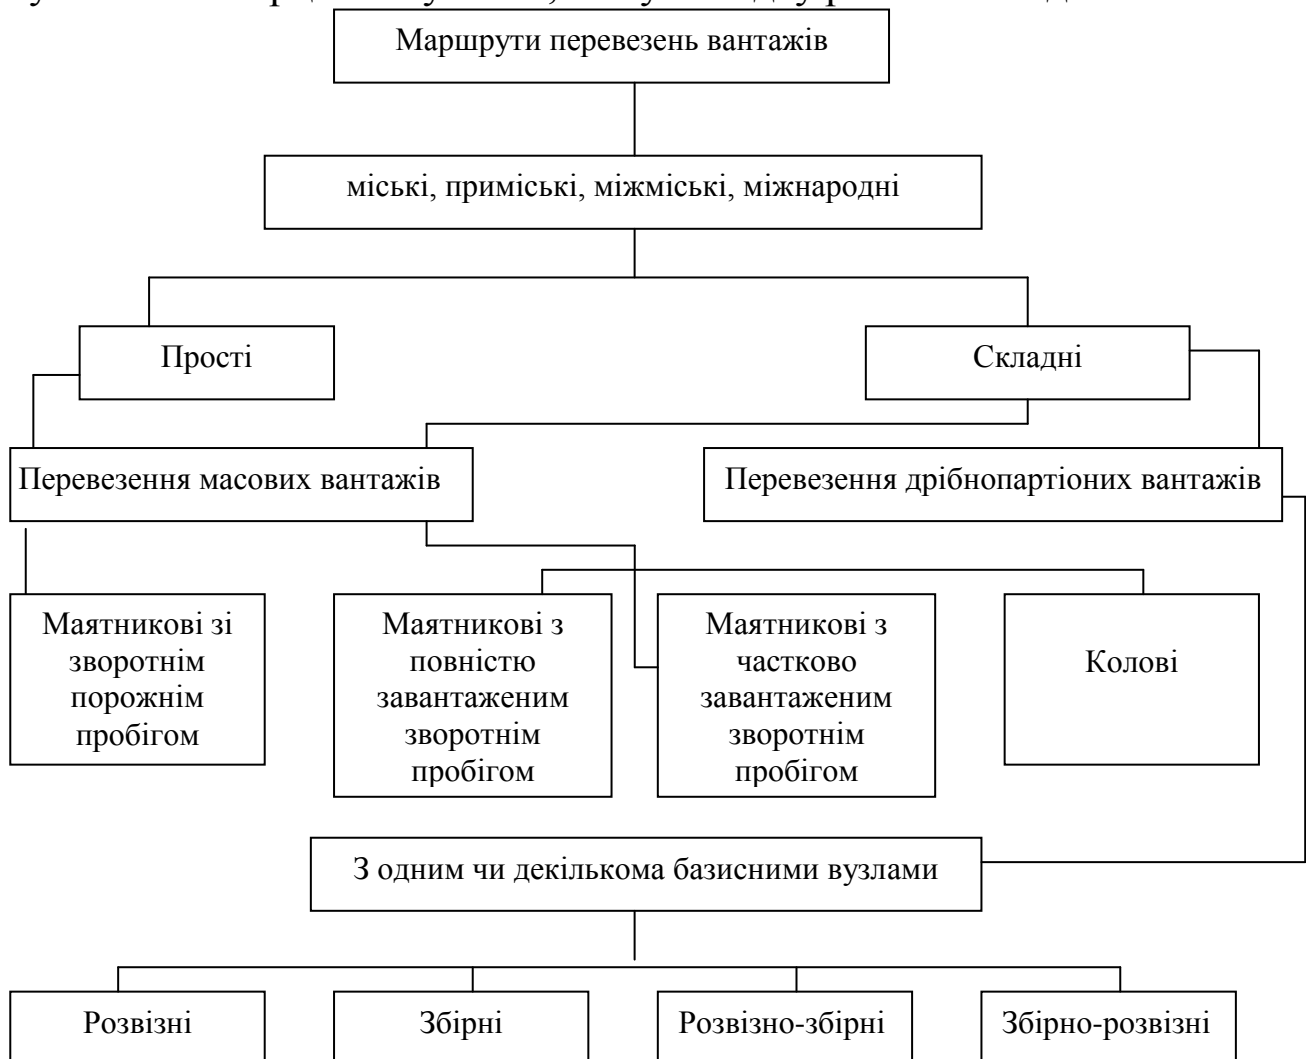 Маршрути перевезень вантажів
міські, приміські, міжміські, міжнародні
Прості
Складні
Перевезення масових вантажів
Перевезення дрібнопартіоних вантажів
Маятникові зі
зворотнім
порожнім
пробігом
Маятникові з
повністю
завантаженим
зворотнім
пробігом
Маятникові з
частково
завантаженим
зворотнім
пробігом
Колові
З одним чи декількома базисними вузлами
Розвізні
Збірні
Розвізно-збірні
Збірно-розвізні